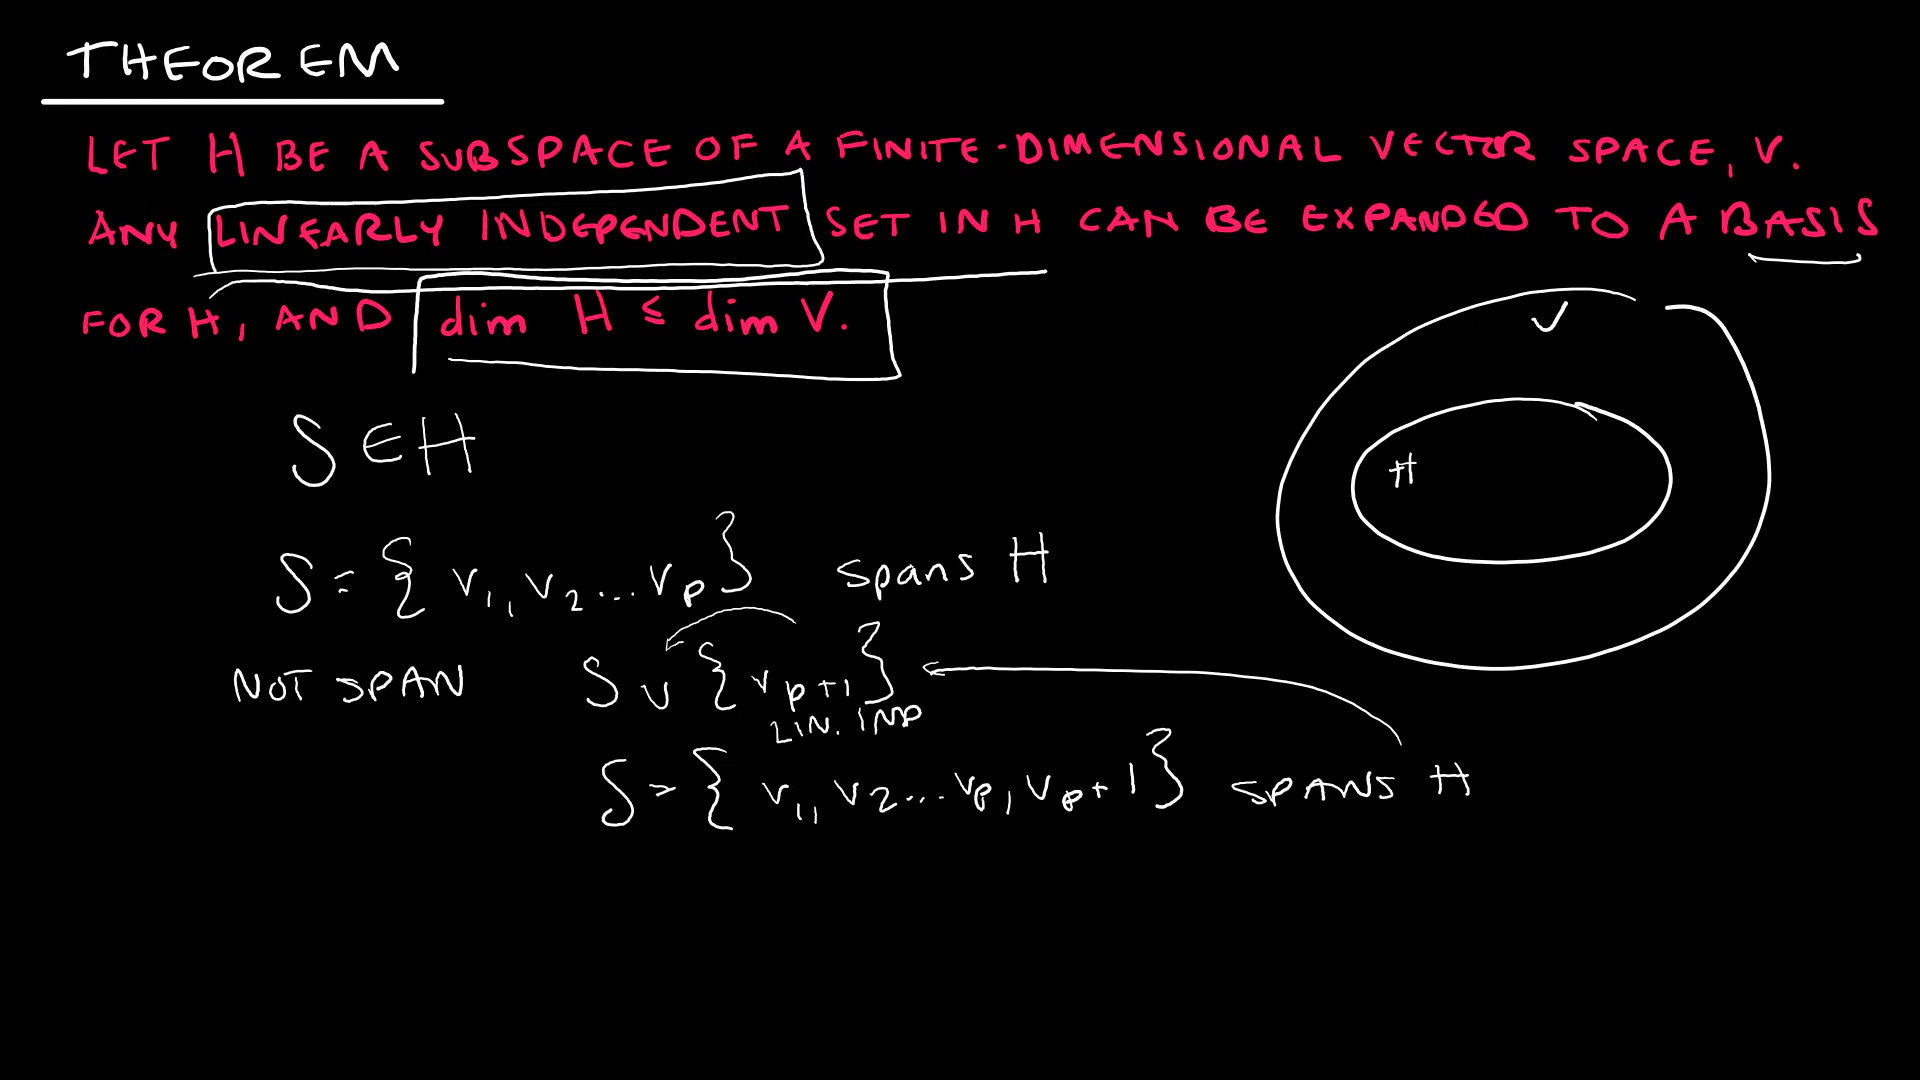 THEOREM
LET H BE A SUBSPACE OF A FINITE-DIMENSIONAL VECTOR SPACE, V.
ANY LINEARLY INDEPENDENT SET IN H CAN BE EXPANDED TO A BASIS
FOR H, AND dim H ≤ dim V.
V
H
S ∈ H
S = { v₁, v₂ ... vₚ } spans H
NOT SPAN S ∪ { vₚ₊₁ }
LIN. IND
S = { v₁, v₂ ... vₚ, vₚ₊₁ } SPANS H